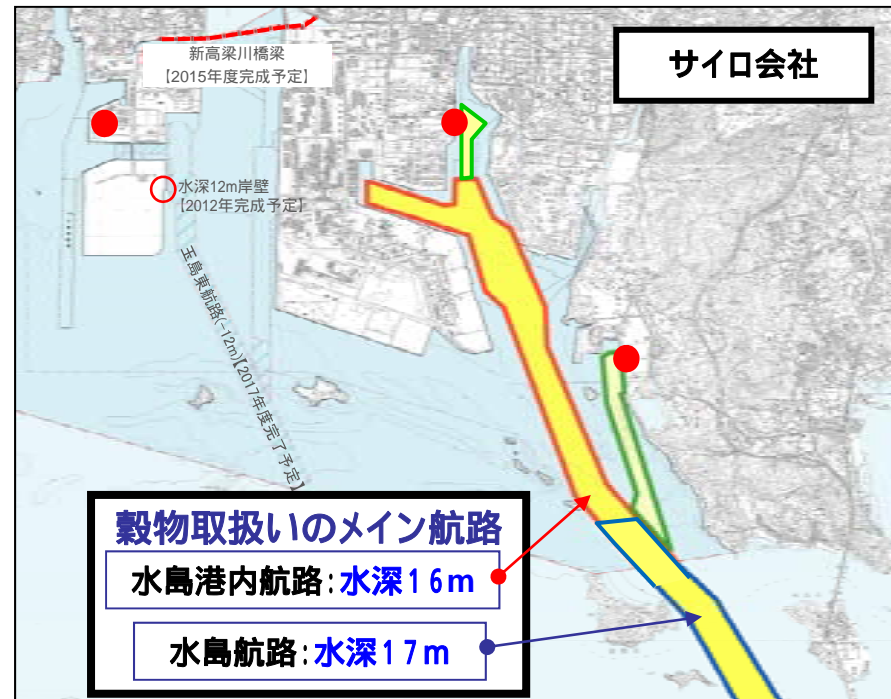 新高梁川橋梁
【2015年度完成予定】
サイロ会社
水深12m岸壁
【2012年完成予定】
玉島東航路(-12m)【2017年度完了予定】
穀物取扱いのメイン航路
水島港内航路:水深16m
水島航路:水深17m